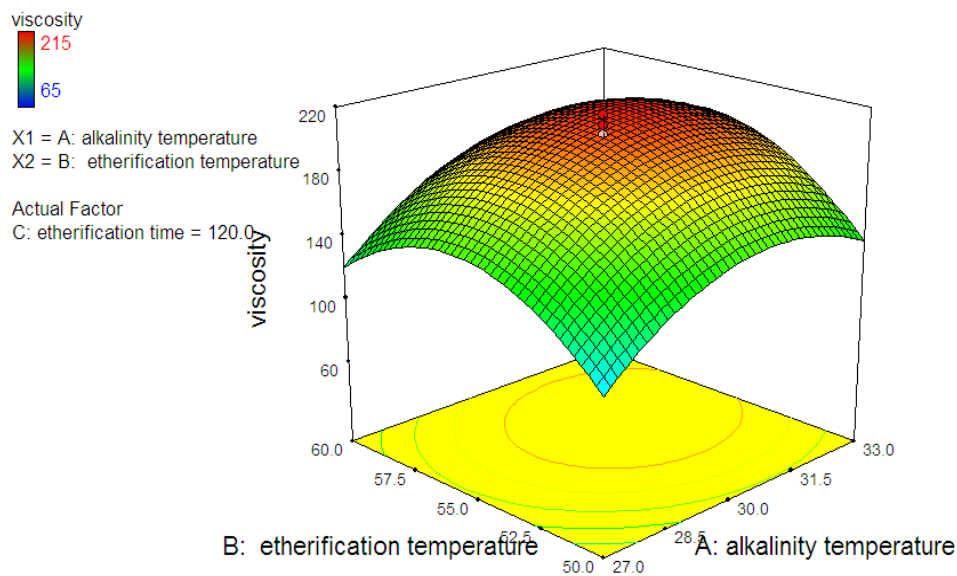 viscosity
215
65
X1 = A: alkalinity temperature
X2 = B: etherification temperature
Actual Factor
C: etherification time = 120.0
viscosity
220
180
140
100
60
60.0
57.5
55.0
52.5
50.0
27.0
28.5
30.0
31.5
33.0
B: etherification temperature
A: alkalinity temperature